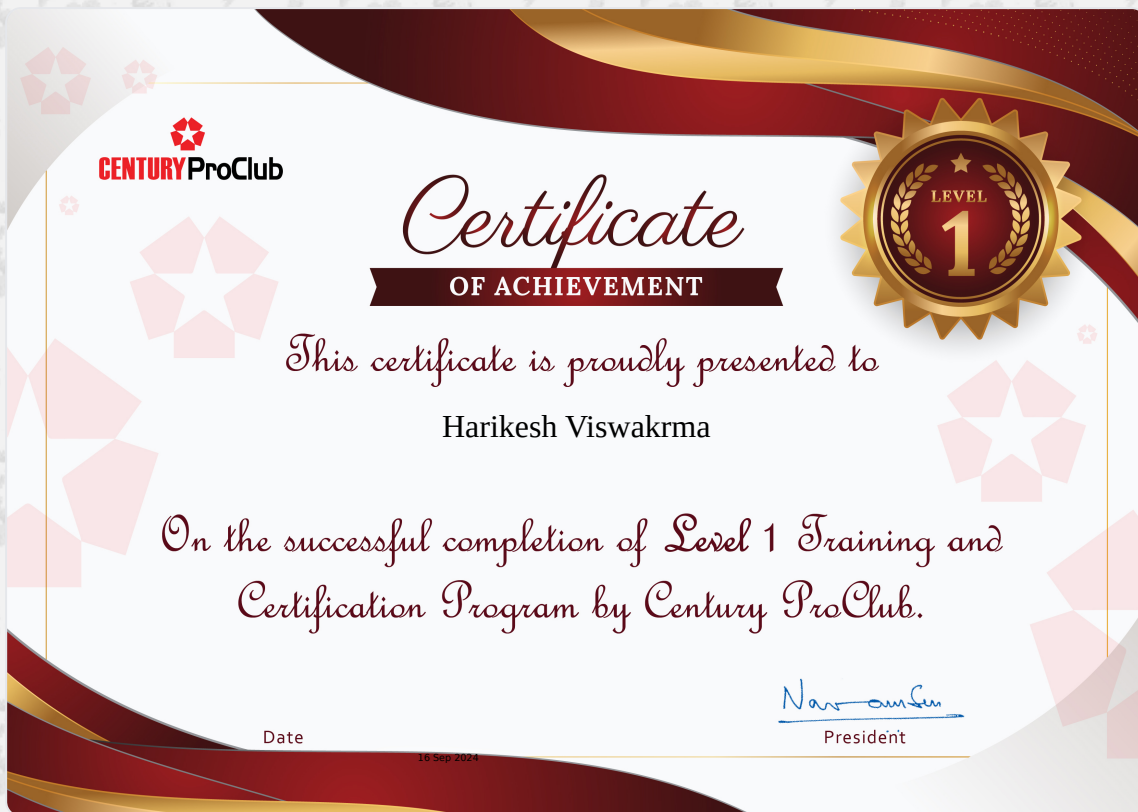 CENTURY ProClub
LEVEL
1
Certificate
OF ACHIEVEMENT
This certificate is proudly presented to
Harikesh Viswakrma
On the successful completion of Level 1 Training and
Certification Program by Century ProClub.
Date
President
16 Sep 2024